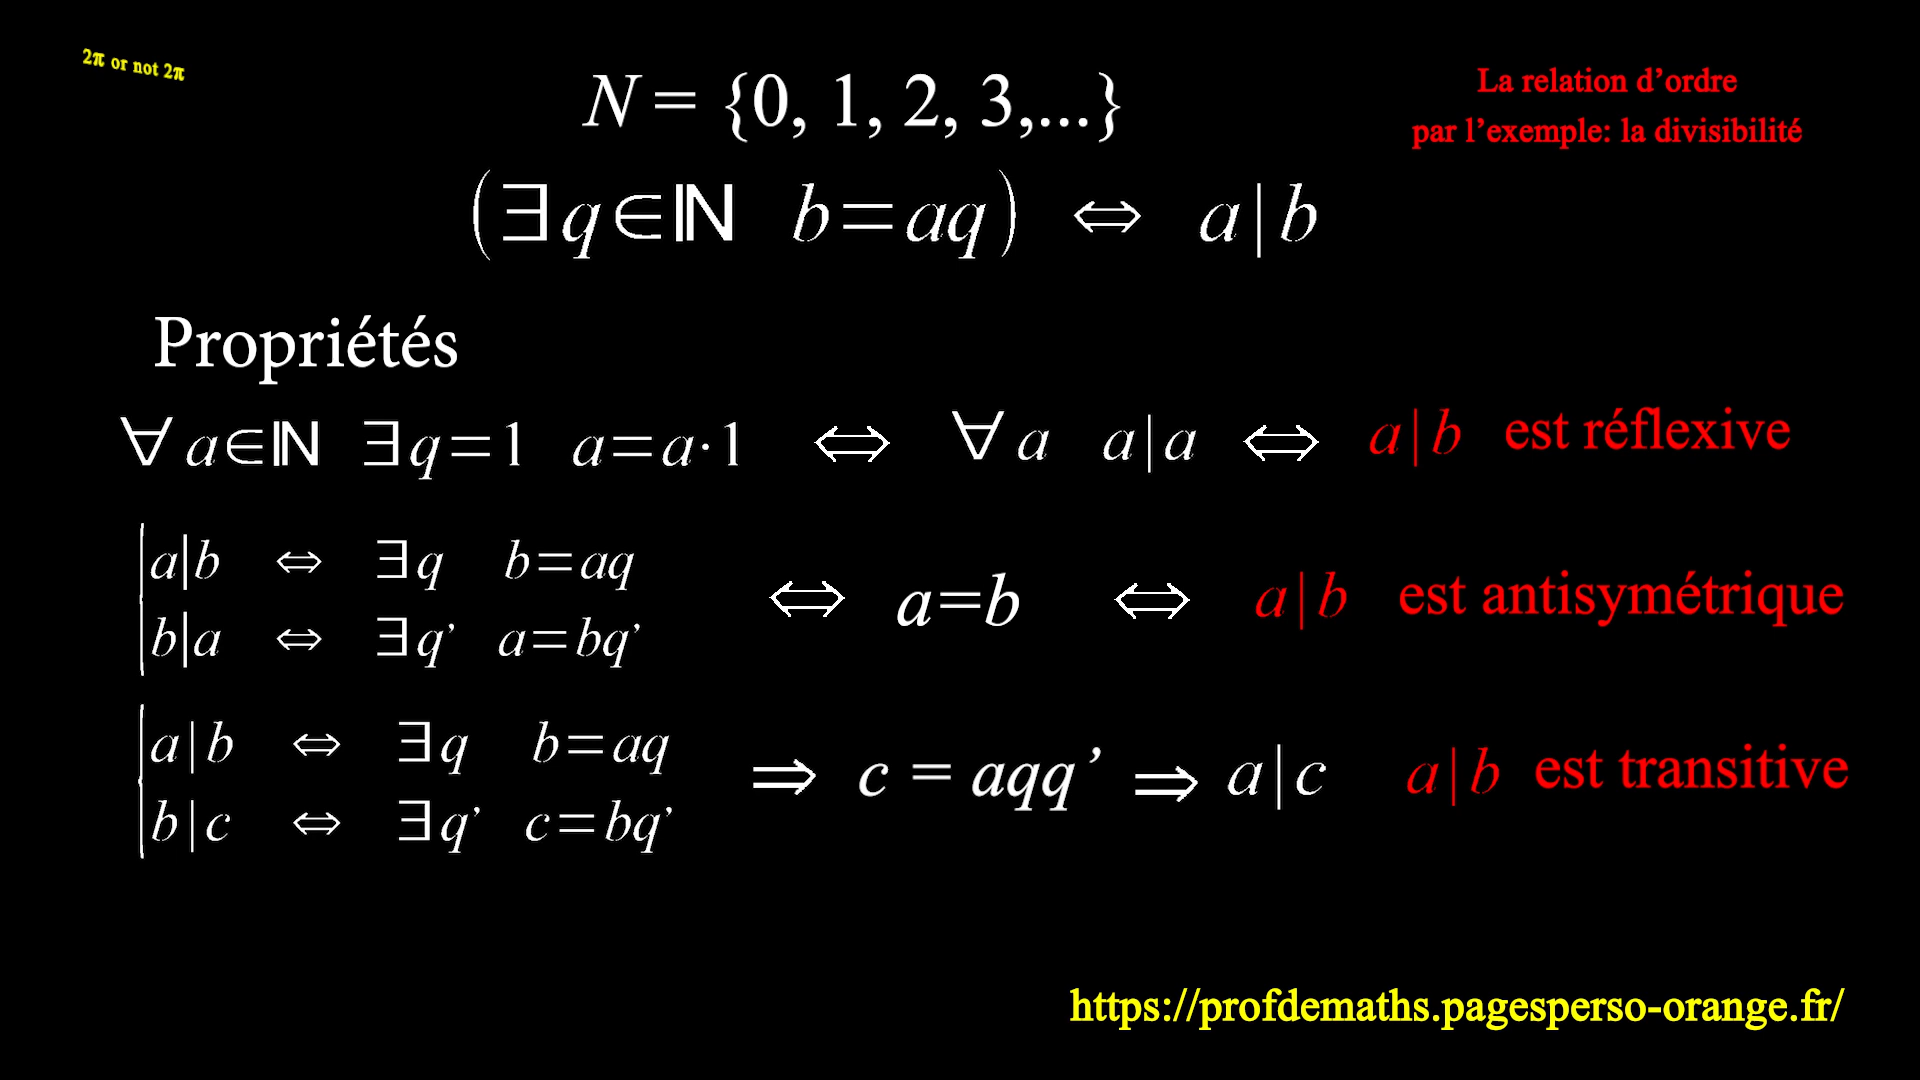 2π or not 2π
N = {0, 1, 2, 3,...}
La relation d’ordre
par l’exemple: la divisibilité
(∃ q ∈ ℕ b = aq) ⇔ a | b
Propriétés
∀ a ∈ ℕ ∃ q = 1 a = a · 1 ⇔ ∀ a a | a ⇔ a | b est réflexive
a|b ⇔ ∃ q b = aq
b|a ⇔ ∃ q’ a = bq’
⇔ a=b ⇔ a | b est antisymétrique
a | b ⇔ ∃ q b = aq
b | c ⇔ ∃ q’ c = bq’
⇒ c = aqq’ ⇒ a | c a | b est transitive
https://profdemaths.pagesperso-orange.fr/